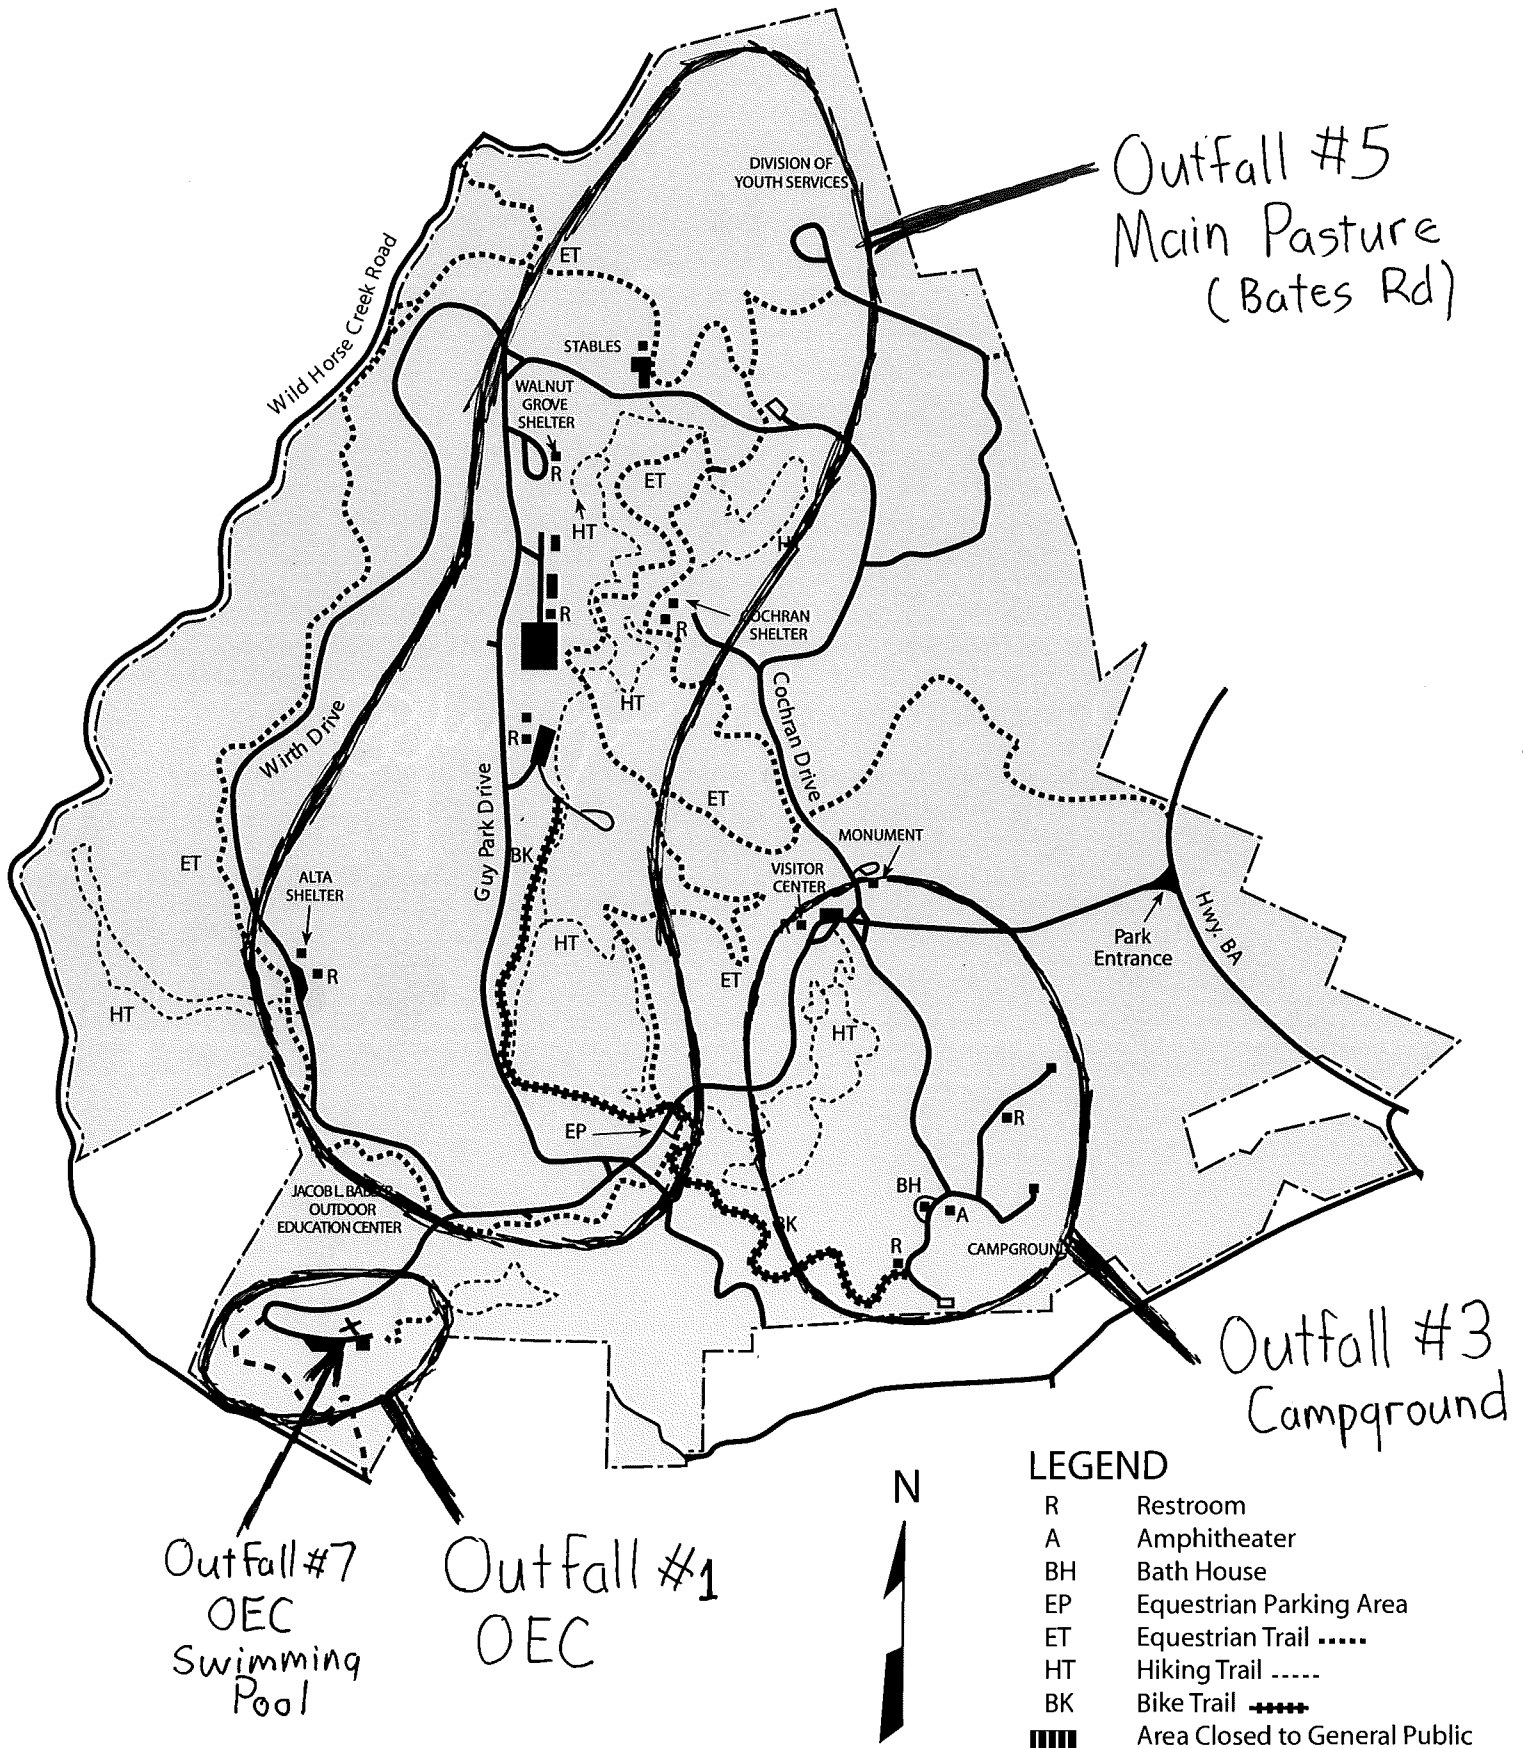 Outfall #5
Main Pasture
(Bates Rd)
DIVISION OF
YOUTH SERVICES
ET
Wild Horse Creek Road
STABLES
WALNUT
GROVE
SHELTER
R
ET
HT
R
COCHRAN
SHELTER
R
HT
Wirth Drive
R
Cochran Drive
Guy Park Drive
ET
MONUMENT
BK
ET
ALTA
SHELTER
VISITOR
CENTER
Hwy. BA
Park
Entrance
HT
R
ET
HT
HT
R
EP
BH
A
JACOB L. BABLER
OUTDOOR
EDUCATION CENTER
BK
R
CAMPGROUND
Outfall #3
Campground
Outfall #7
OEC
Swimming
Pool
Outfall #1
OEC
N
LEGEND
R Restroom
A Amphitheater
BH Bath House
EP Equestrian Parking Area
ET Equestrian Trail
HT Hiking Trail
BK Bike Trail
Area Closed to General Public